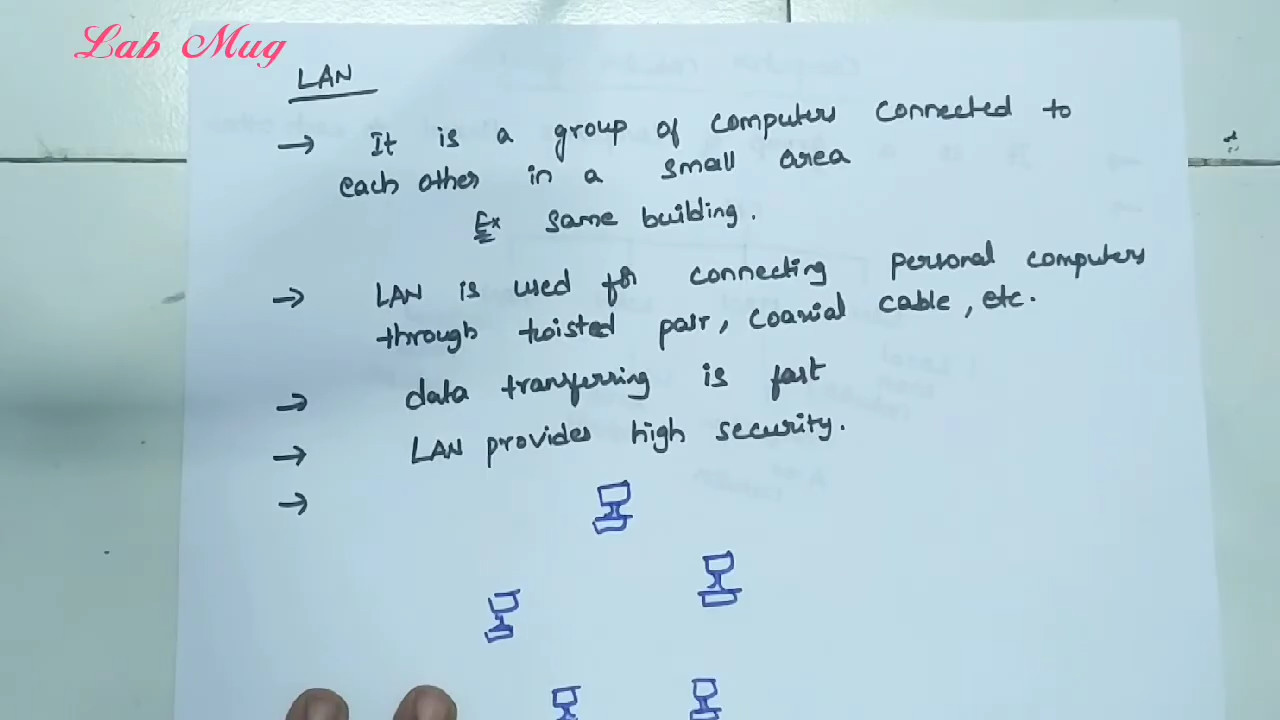 Lab Mug
LAN
→ It is a group of computers connected to
each other in a small area
Ex same building.
→ LAN is used for connecting personal computers
through twisted pair, coaxial cable, etc.
→ data transferring is fast
→ LAN provides high security.
→